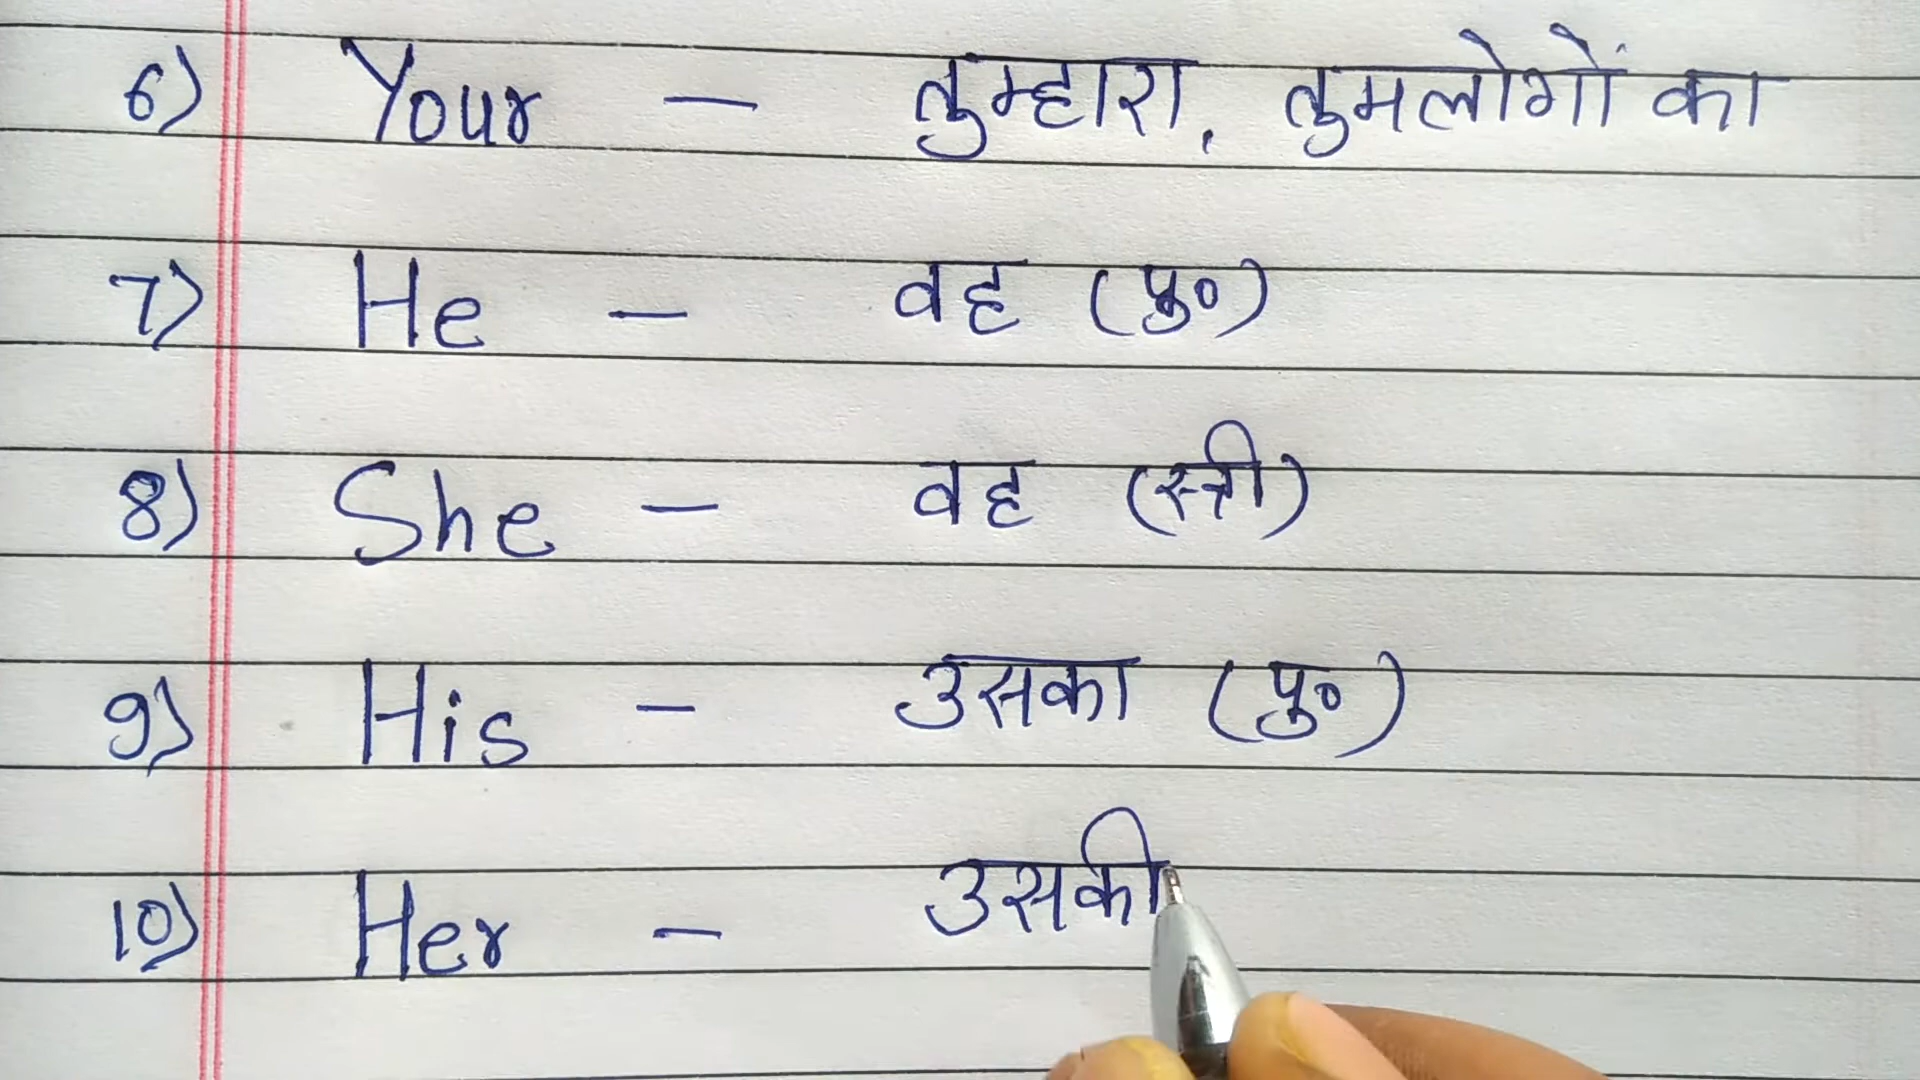 6) Your - तुम्हारा, तुमलोगों का
7) He - वह (पु०)
8) She - वह (स्त्री)
9) His - उसका (पु०)
10) Her - उसकी